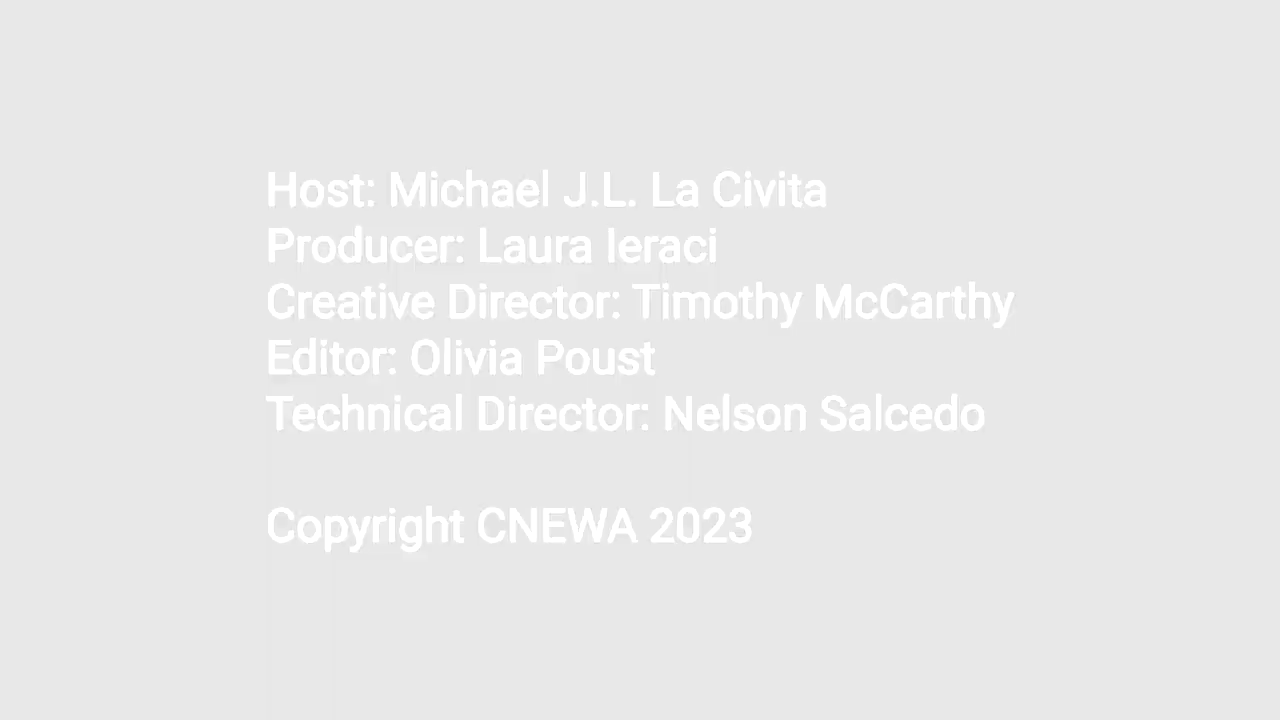 Host: Michael J.L. La Civita
Producer: Laura Ieraci
Creative Director: Timothy McCarthy
Editor: Olivia Poust
Technical Director: Nelson Salcedo
Copyright CNEWA 2023